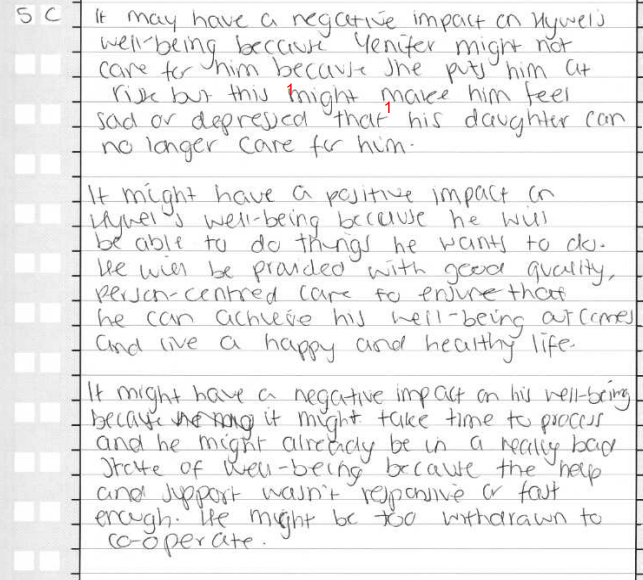 5 C It may have a negative impact on Hywel's
well-being because Yenifer might not
care for him because she puts him at
risk but this 1 might make him feel
sad or depressed that 1 his daughter can
no longer care for him.
It might have a positive impact on
Hywel's well-being because he will
be able to do things he wants to do.
He will be provided with good quality,
person-centred care to ensure that
he can achieve his well-being outcomes
and live a happy and healthy life.
It might have a negative impact on his well-being
because it might take time to process
and he might already be in a really bad
state of well-being because the help
and support wasn't responsive or fast
enough. He might be too withdrawn to
co-operate.